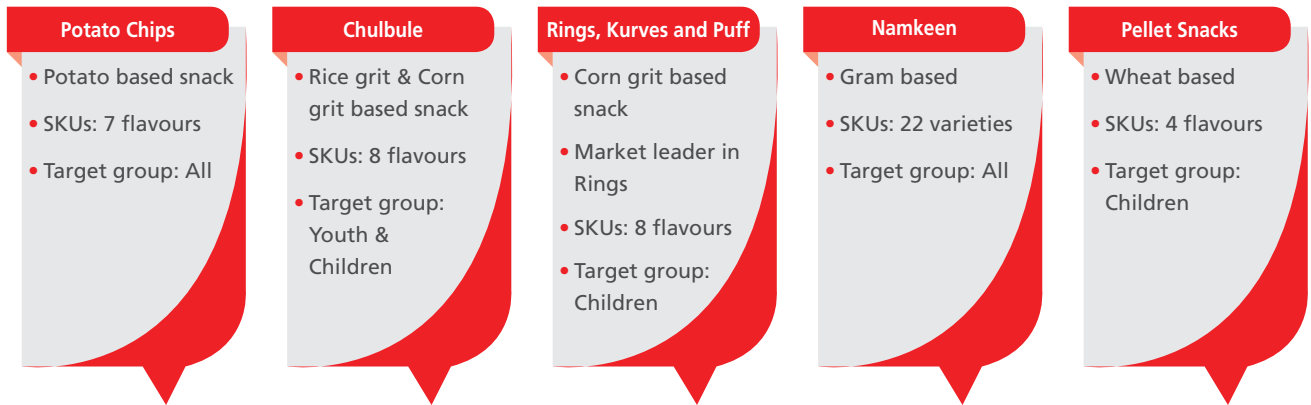 Potato Chips
• Potato based snack
• SKUs: 7 flavours
• Target group: All
Chulbule
• Rice grit & Corn
grit based snack
• SKUs: 8 flavours
• Target group:
Youth &
Children
Rings, Kurves and Puff
• Corn grit based
snack
• Market leader in
Rings
• SKUs: 8 flavours
• Target group:
Children
Namkeen
• Gram based
• SKUs: 22 varieties
• Target group: All
Pellet Snacks
• Wheat based
• SKUs: 4 flavours
• Target group:
Children